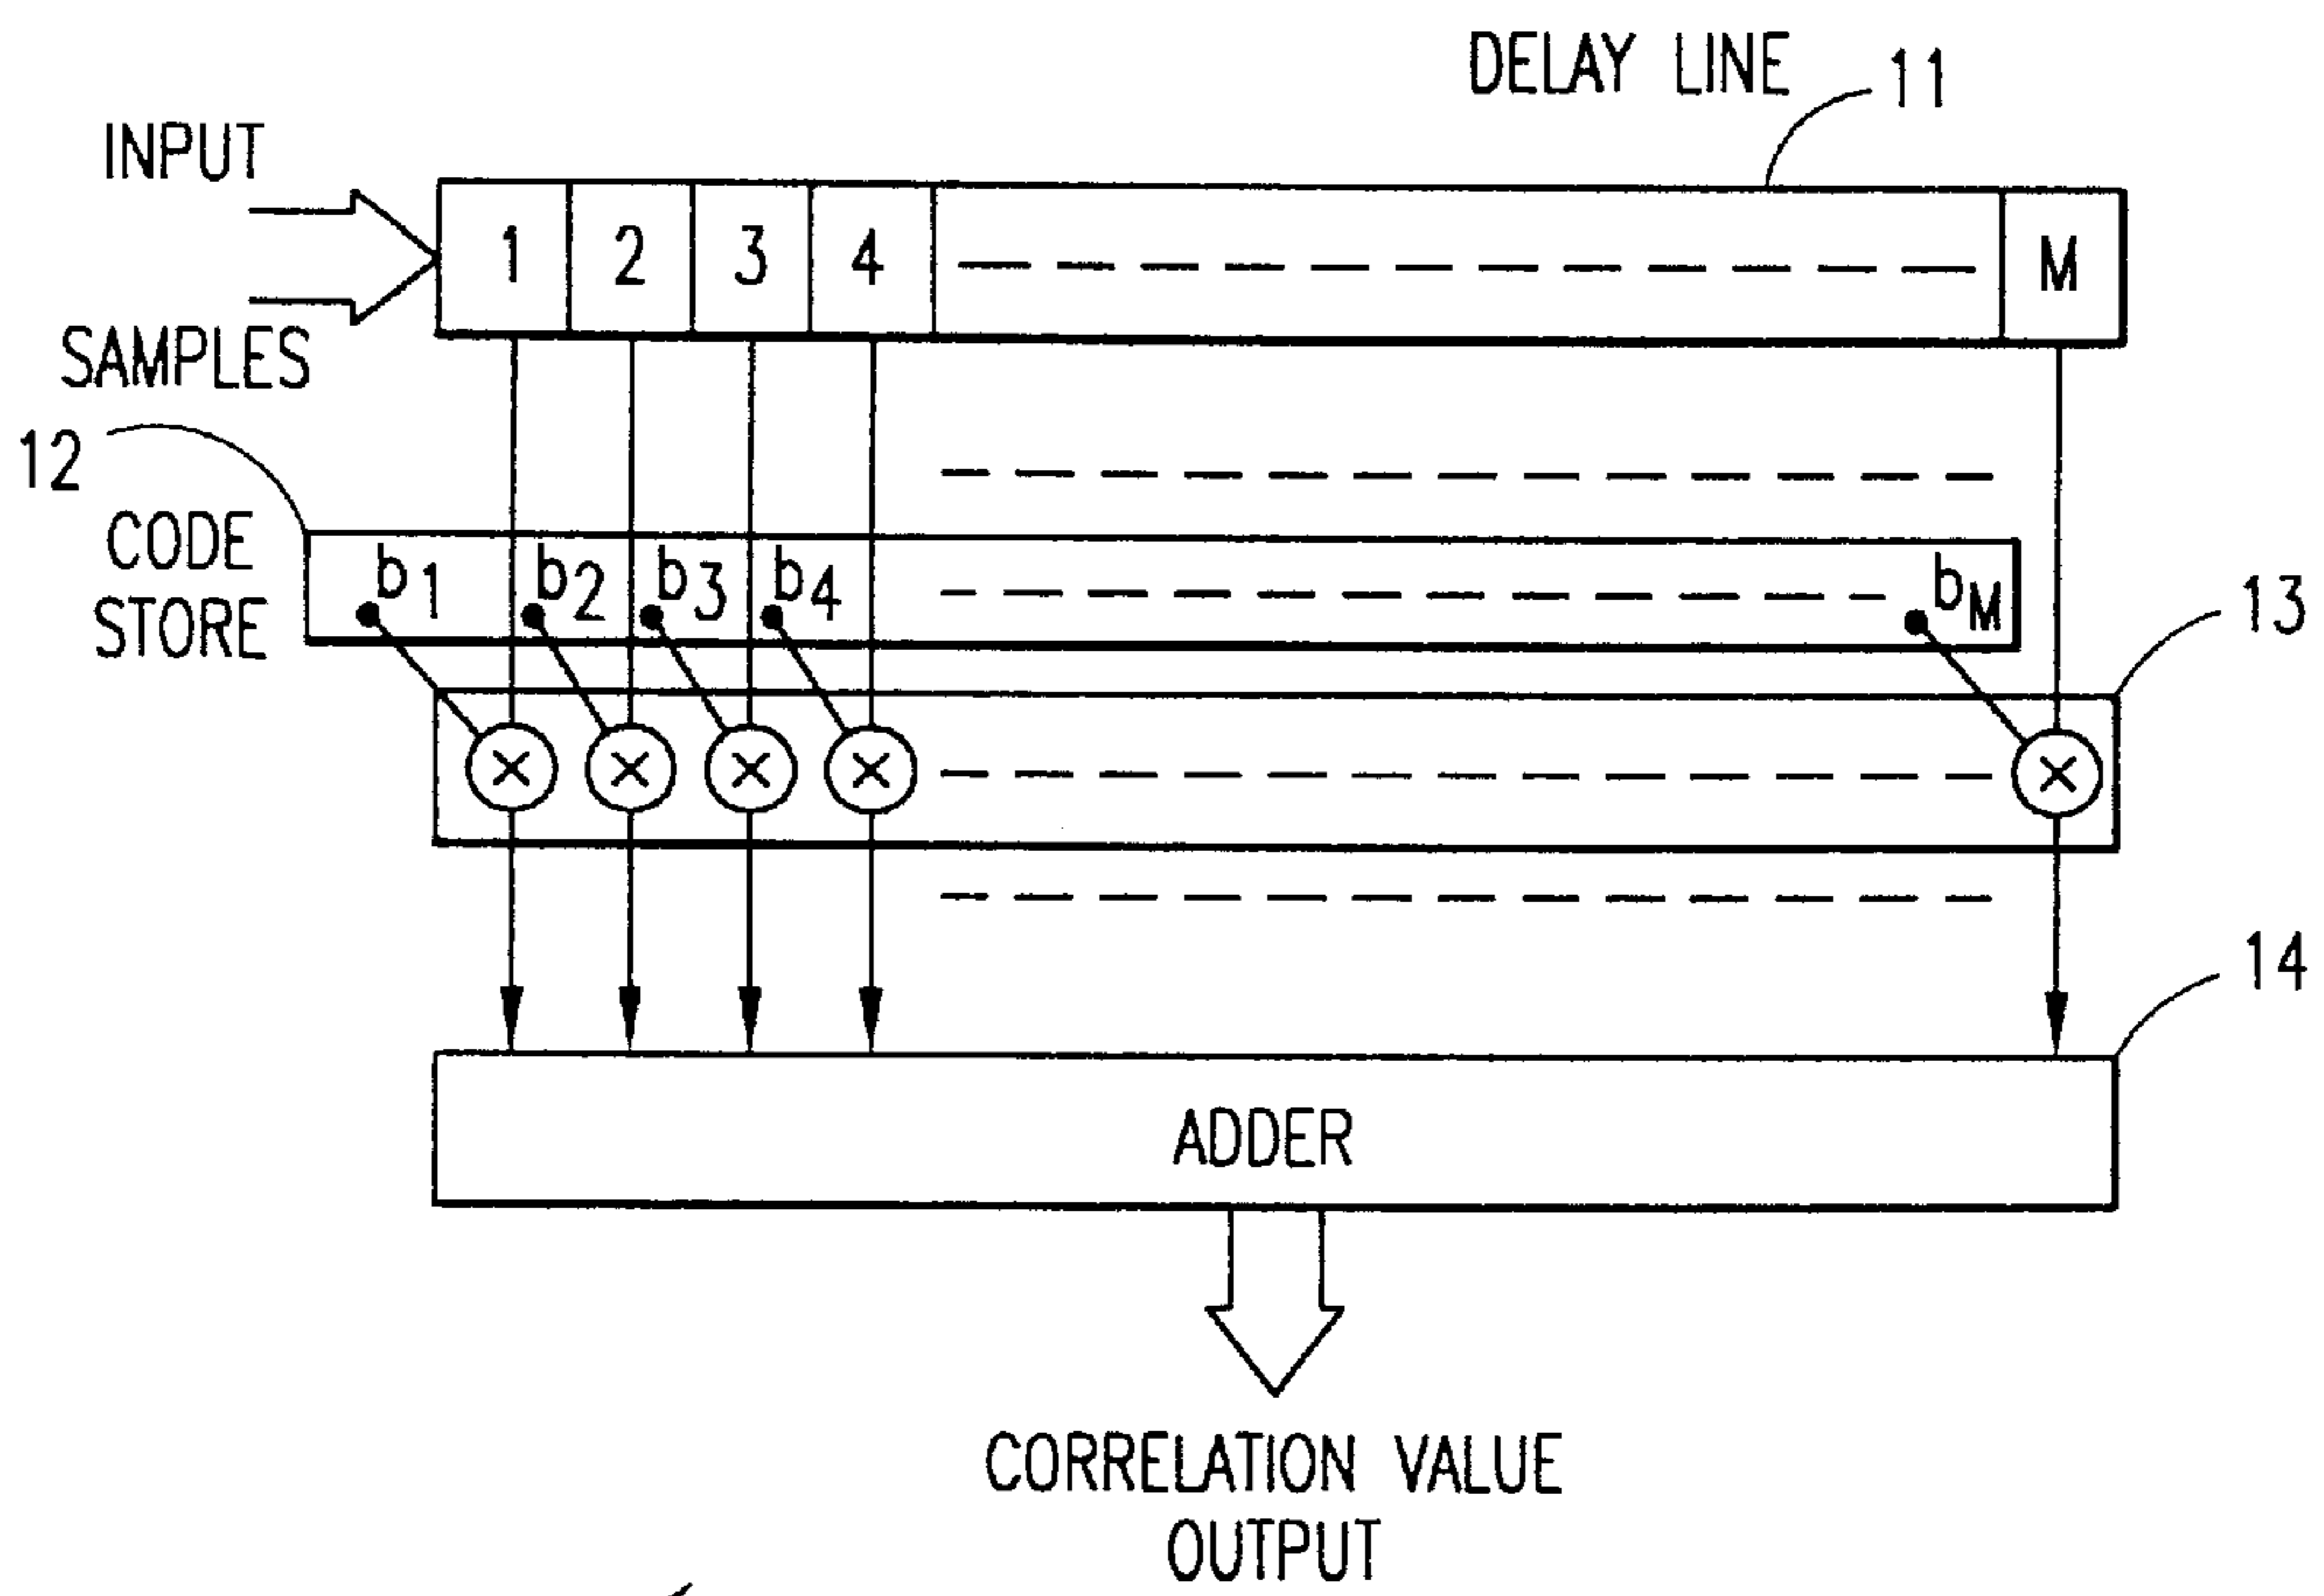 DELAY LINE 11
INPUT
SAMPLES
1 2 3 4 M
12
CODE
STORE
b1 b2 b3 b4 bM
13
14
ADDER
CORRELATION VALUE
OUTPUT